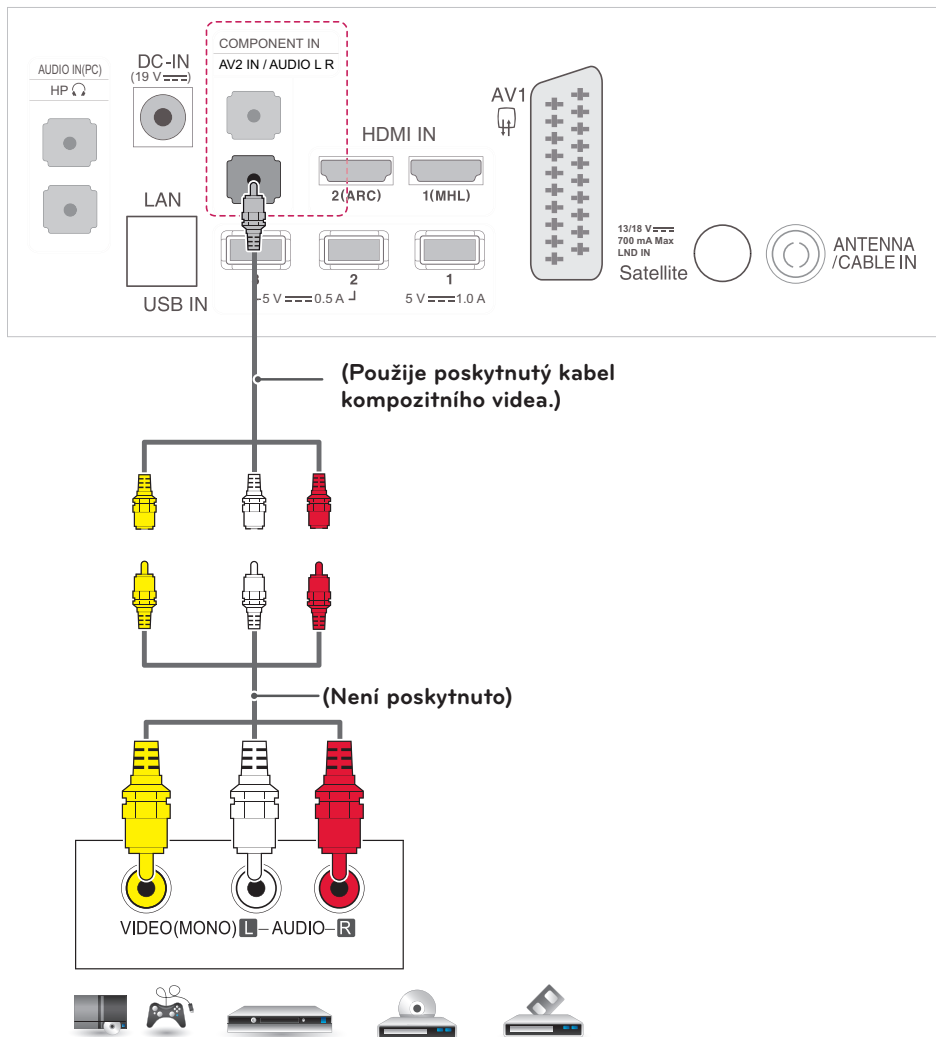 COMPONENT IN
AV2 IN / AUDIO L R
AUDIO IN(PC)
HP
DC-IN
(19 V)
AV1
HDMI IN
2(ARC)
1(MHL)
LAN
13/18 V
700 mA Max
LND IN
Satellite
ANTENNA
/CABLE IN
3
2
1
USB IN
5 V 0.5 A
5 V 1.0 A
(Použije poskytnutý kabel
kompozitního videa.)
(Není poskytnuto)
VIDEO(MONO) L – AUDIO – R